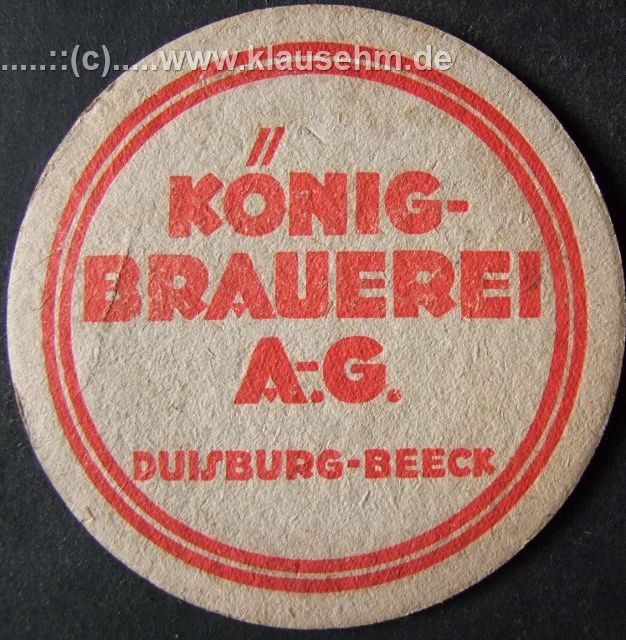 .....::(c).....www.klausehm.de
KÖNIG-
BRAUEREI
A.-G.
DUISBURG-BEECK